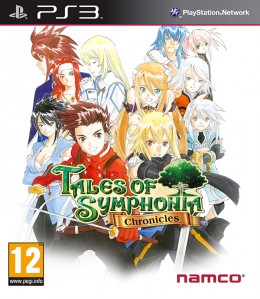 PS3
PlayStation Network
TALES OF
SYMPHONIA
Chronicles
12
www.pegi.info
NAMCO